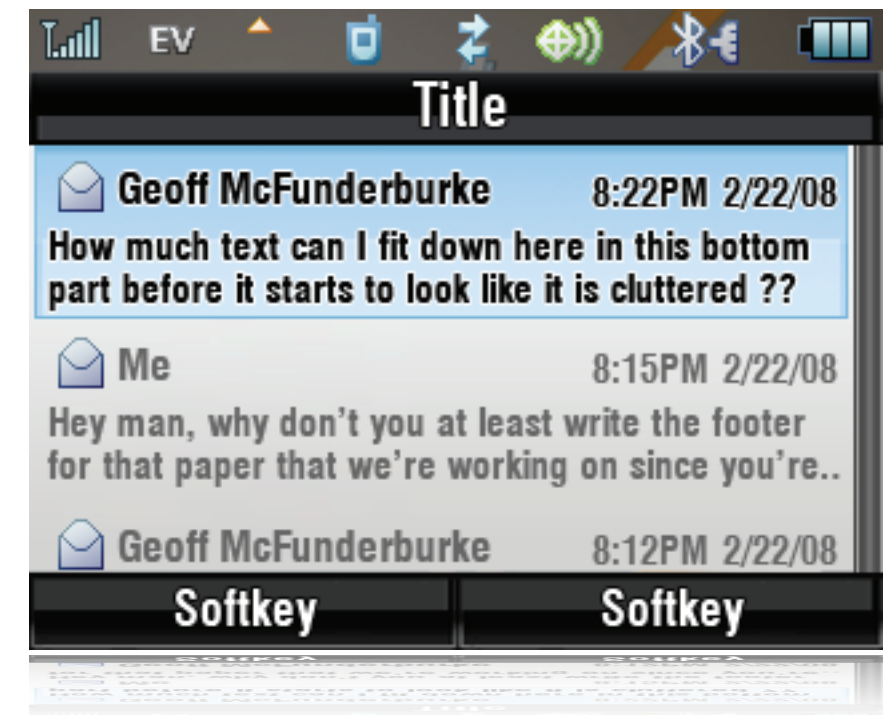 EV
Title
Geoff McFunderburke 8:22PM 2/22/08
How much text can I fit down here in this bottom
part before it starts to look like it is cluttered ??
Me 8:15PM 2/22/08
Hey man, why don’t you at least write the footer
for that paper that we’re working on since you’re..
Geoff McFunderburke 8:12PM 2/22/08
Softkey Softkey